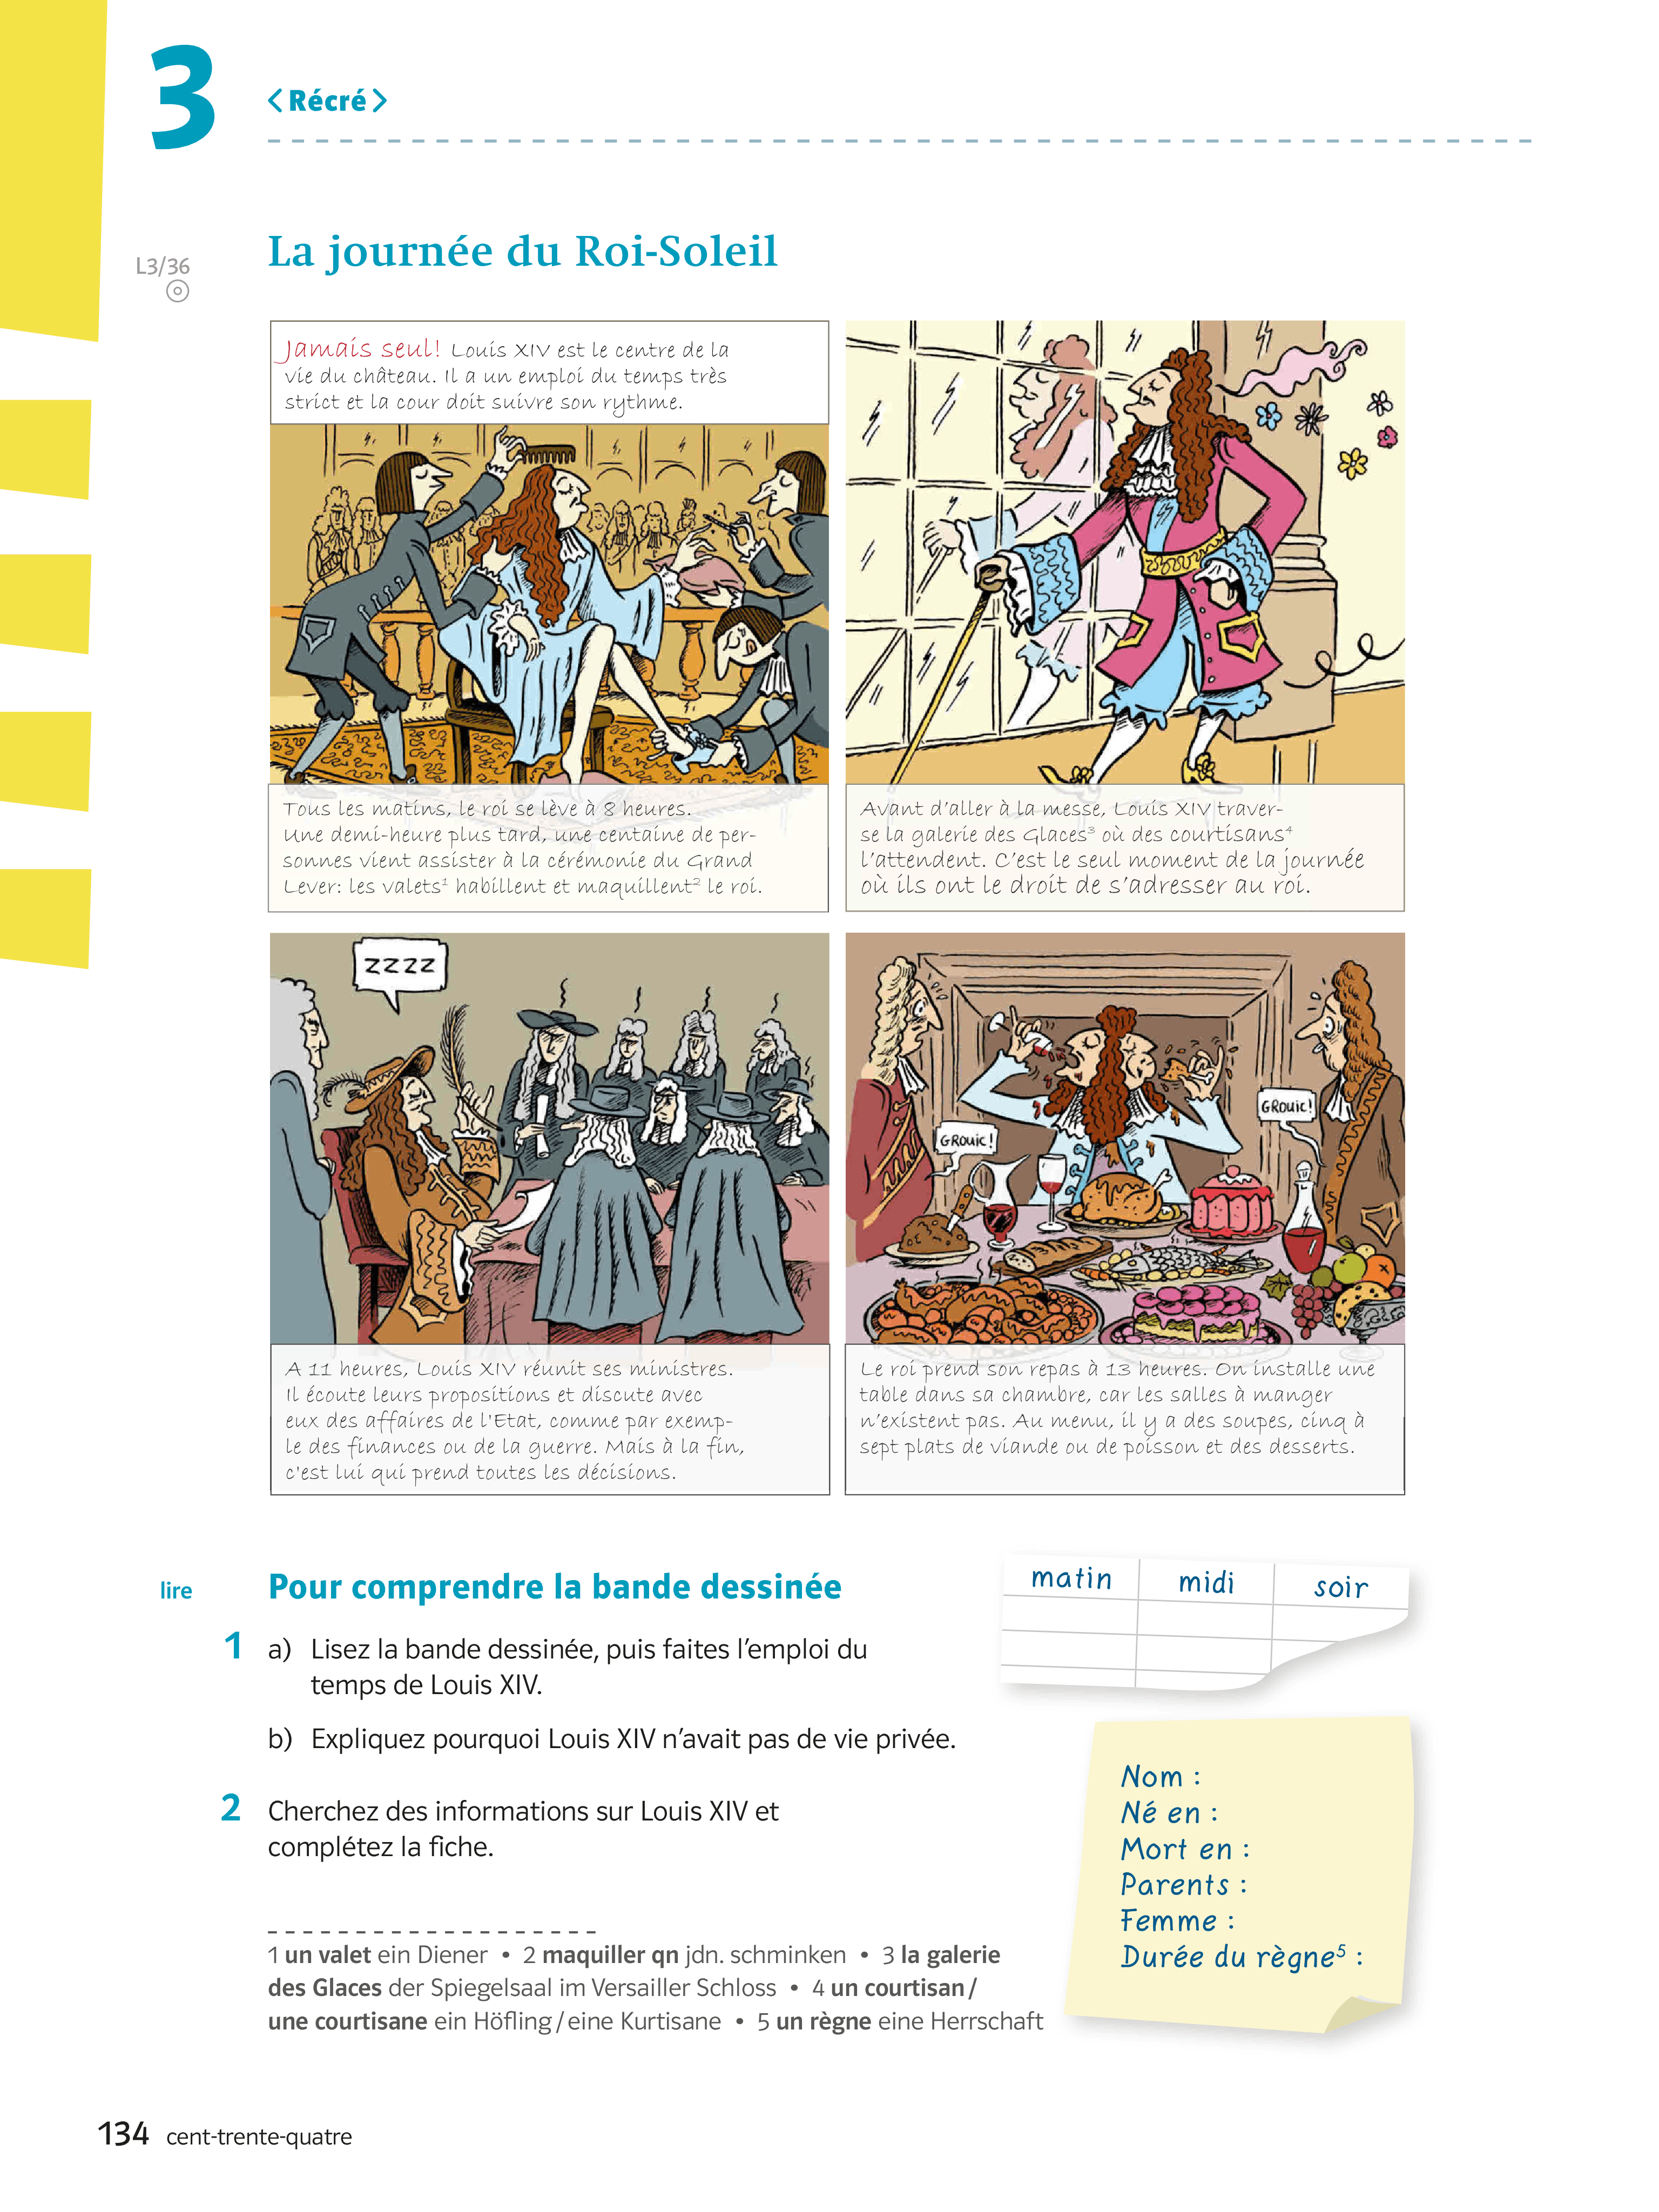 3
‹ Récré ›
L3/36
La journée du Roi-Soleil
Jamais seul! Louis XIV est le centre de la
vie du château. Il a un emploi du temps très
strict et la cour doit suivre son rythme.
Tous les matins, le roi se lève à 8 heures.
Une demi-heure plus tard, une centaine de per-
sonnes vient assister à la cérémonie du Grand
Lever: les valets¹ habillent et maquillent² le roi.
Avant d'aller à la messe, Louis XIV traver-
se la galerie des Glaces³ où des courtisans⁴
l'attendent. C'est le seul moment de la journée
où ils ont le droit de s'adresser au roi.
ZZZZ
A 11 heures, Louis XIV réunit ses ministres.
Il écoute leurs propositions et discute avec
eux des affaires de l'Etat, comme par exemp-
le des finances ou de la guerre. Mais à la fin,
c'est lui qui prend toutes les décisions.
GROUIC!
GROUIC!
Le roi prend son repas à 13 heures. On installe une
table dans sa chambre, car les salles à manger
n'existent pas. Au menu, il y a des soupes, cinq à
sept plats de viande ou de poisson et des desserts.
lire
Pour comprendre la bande dessinée
1 a) Lisez la bande dessinée, puis faites l'emploi du
temps de Louis XIV.
b) Expliquez pourquoi Louis XIV n'avait pas de vie privée.
2 Cherchez des informations sur Louis XIV et
complétez la fiche.
matin midi soir
Nom :
Né en :
Mort en :
Parents :
Femme :
Durée du règne⁵ :
1 un valet ein Diener • 2 maquiller qn jdn. schminken • 3 la galerie
des Glaces der Spiegelsaal im Versailler Schloss • 4 un courtisan /
une courtisane ein Höfling / eine Kurtisane • 5 un règne eine Herrschaft
134 cent-trente-quatre